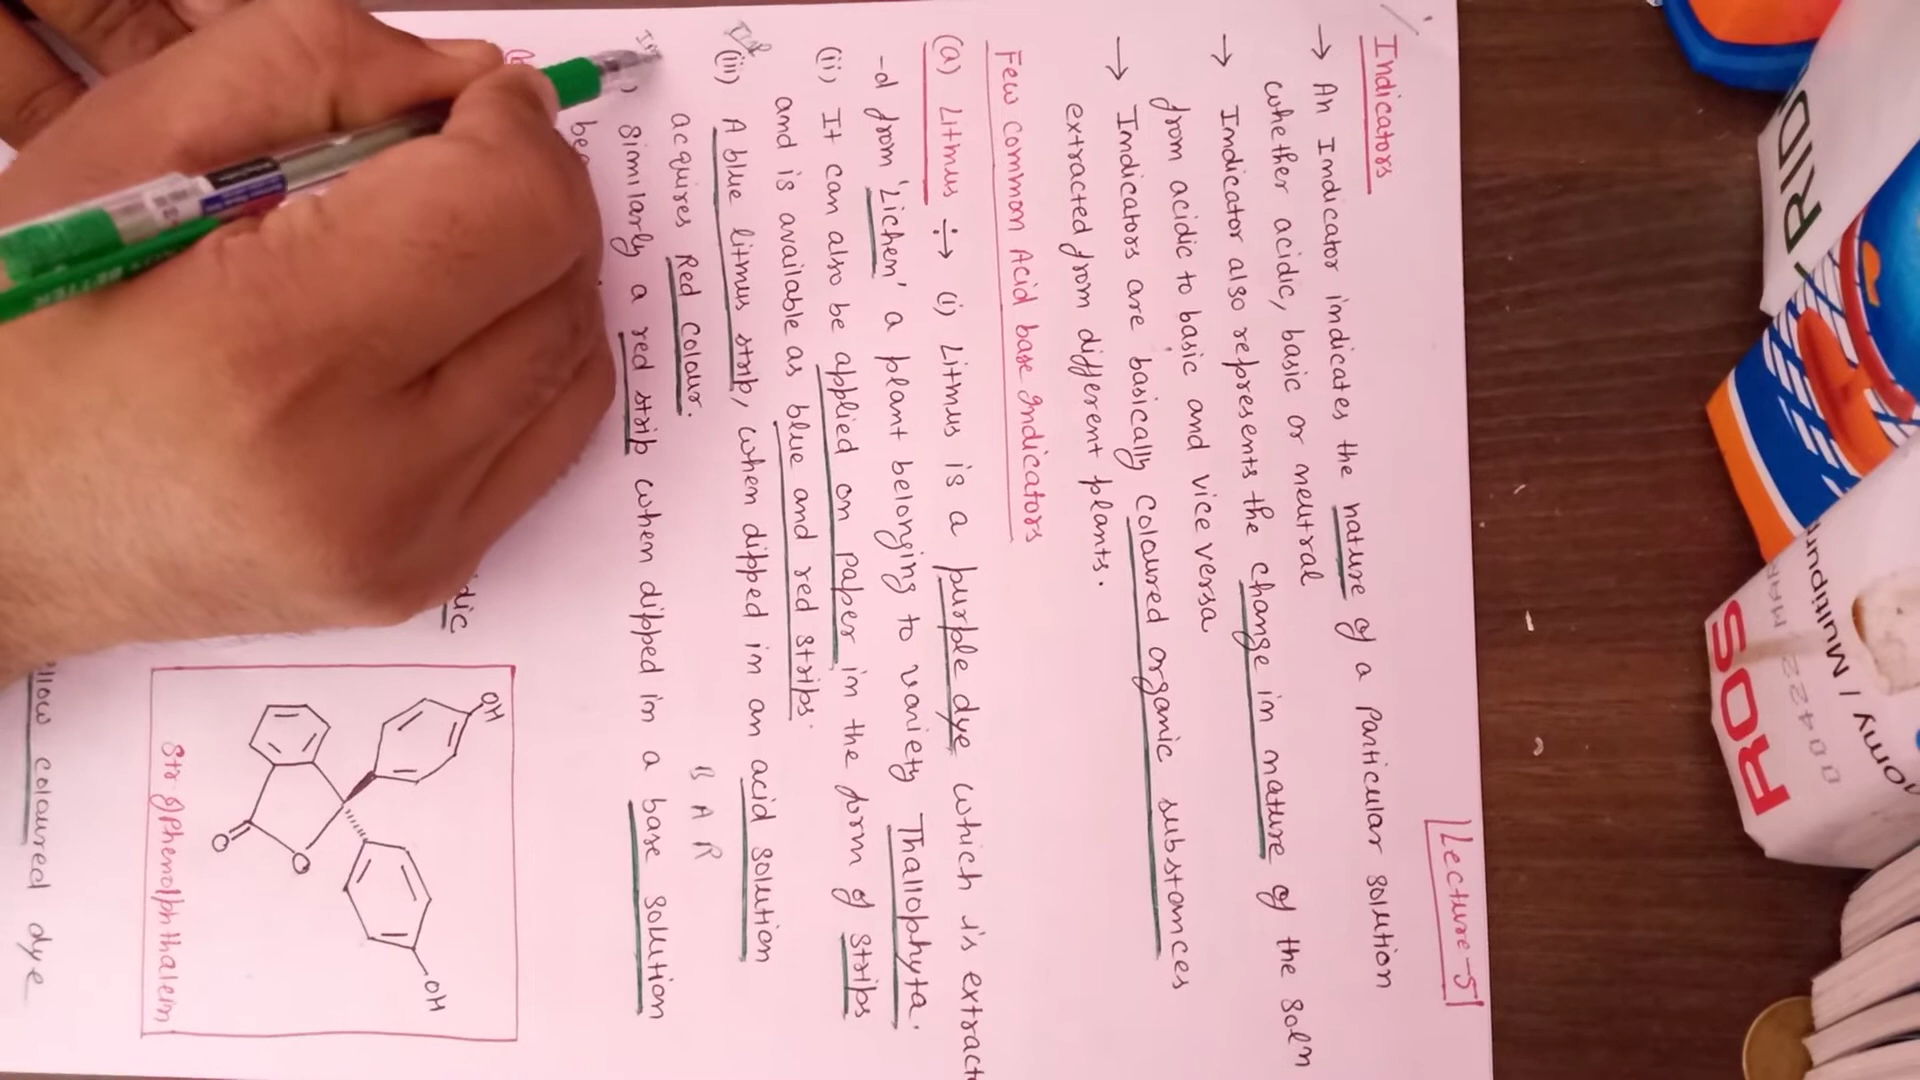 Lecture-5
Indicators
→ An Indicator indicates the nature of a particular solution
whether acidic, basic or neutral
→ Indicator also represents the change in nature of the soln
from acidic to basic and vice versa
→ Indicators are basically coloured organic substances
extracted from different plants.
Few common Acid base Indicators
(a) Litmus ÷→ (i) Litmus is a purple dye which is extract
-d from 'Lichen' a plant belonging to variety Thallophyta.
(ii) It can also be applied on paper in the form of strips
and is available as blue and red strips.
(iii) A blue litmus strip, when dipped in an acid solution
acquires Red colour.
B A R
similarly a red strip when dipped in a base solution
dic
llow coloured dye
OH
OH
O
O
Str of Phenolphthalein
ROS